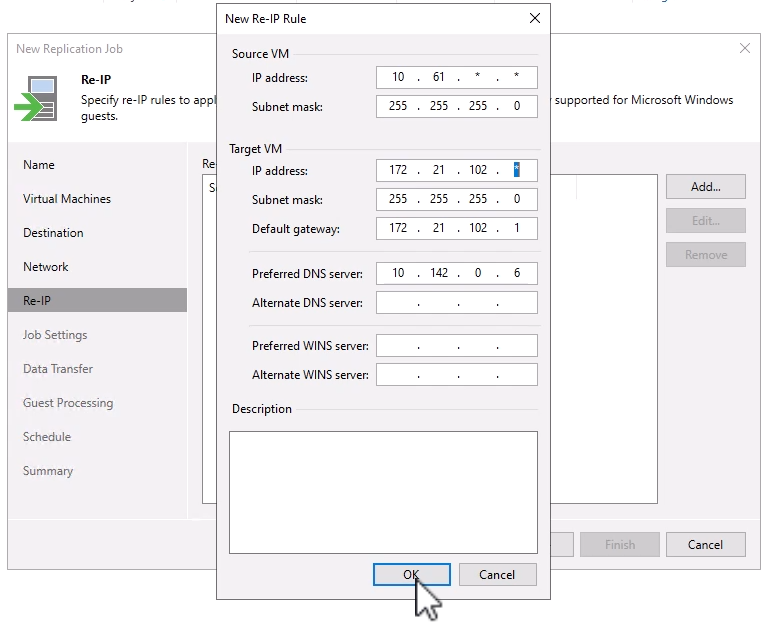 New Re-IP Rule
New Replication Job
Re-IP
Specify re-IP rules to appl
supported for Microsoft Windows
guests.
Name
Virtual Machines
Destination
Network
Re-IP
Job Settings
Data Transfer
Guest Processing
Schedule
Summary
Re
Source VM
IP address: 10 . 61 . * . *
Subnet mask: 255 . 255 . 255 . 0
Target VM
IP address: 172 . 21 . 102 . *
Subnet mask: 255 . 255 . 255 . 0
Default gateway: 172 . 21 . 102 . 1
Preferred DNS server: 10 . 142 . 0 . 6
Alternate DNS server: . . .
Preferred WINS server: . . .
Alternate WINS server: . . .
Description
OK
Cancel
Add...
Edit...
Remove
Finish
Cancel